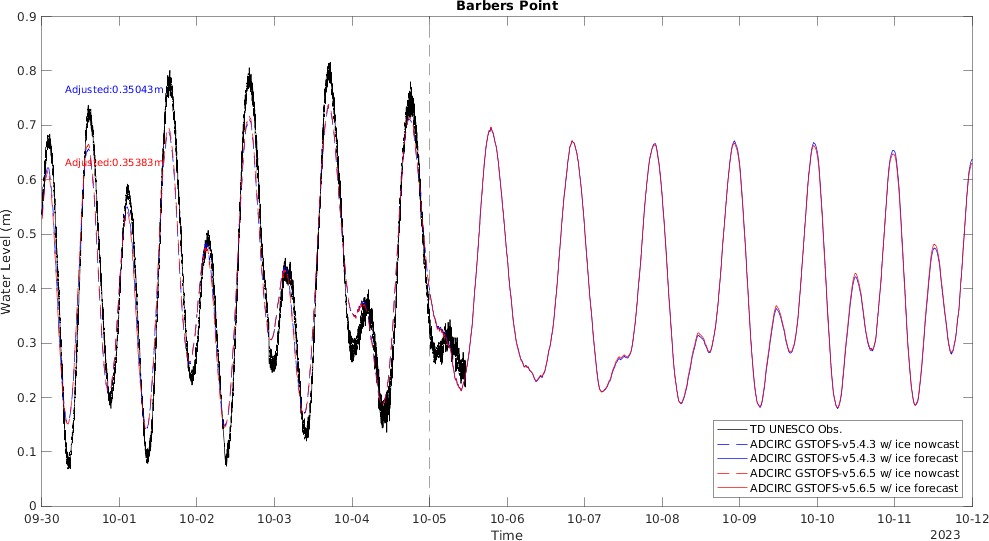 Barbers Point
0.9
0.8
0.7
0.6
0.5
0.4
0.3
0.2
0.1
0
Water Level (m)
Adjusted:0.35043m
Adjusted:0.35383m
TD UNESCO Obs.
ADCIRC GSTOFS-v5.4.3 w/ ice nowcast
ADCIRC GSTOFS-v5.4.3 w/ ice forecast
ADCIRC GSTOFS-v5.6.5 w/ ice nowcast
ADCIRC GSTOFS-v5.6.5 w/ ice forecast
09-30 10-01 10-02 10-03 10-04 10-05 10-06 10-07 10-08 10-09 10-10 10-11 10-12
Time
2023